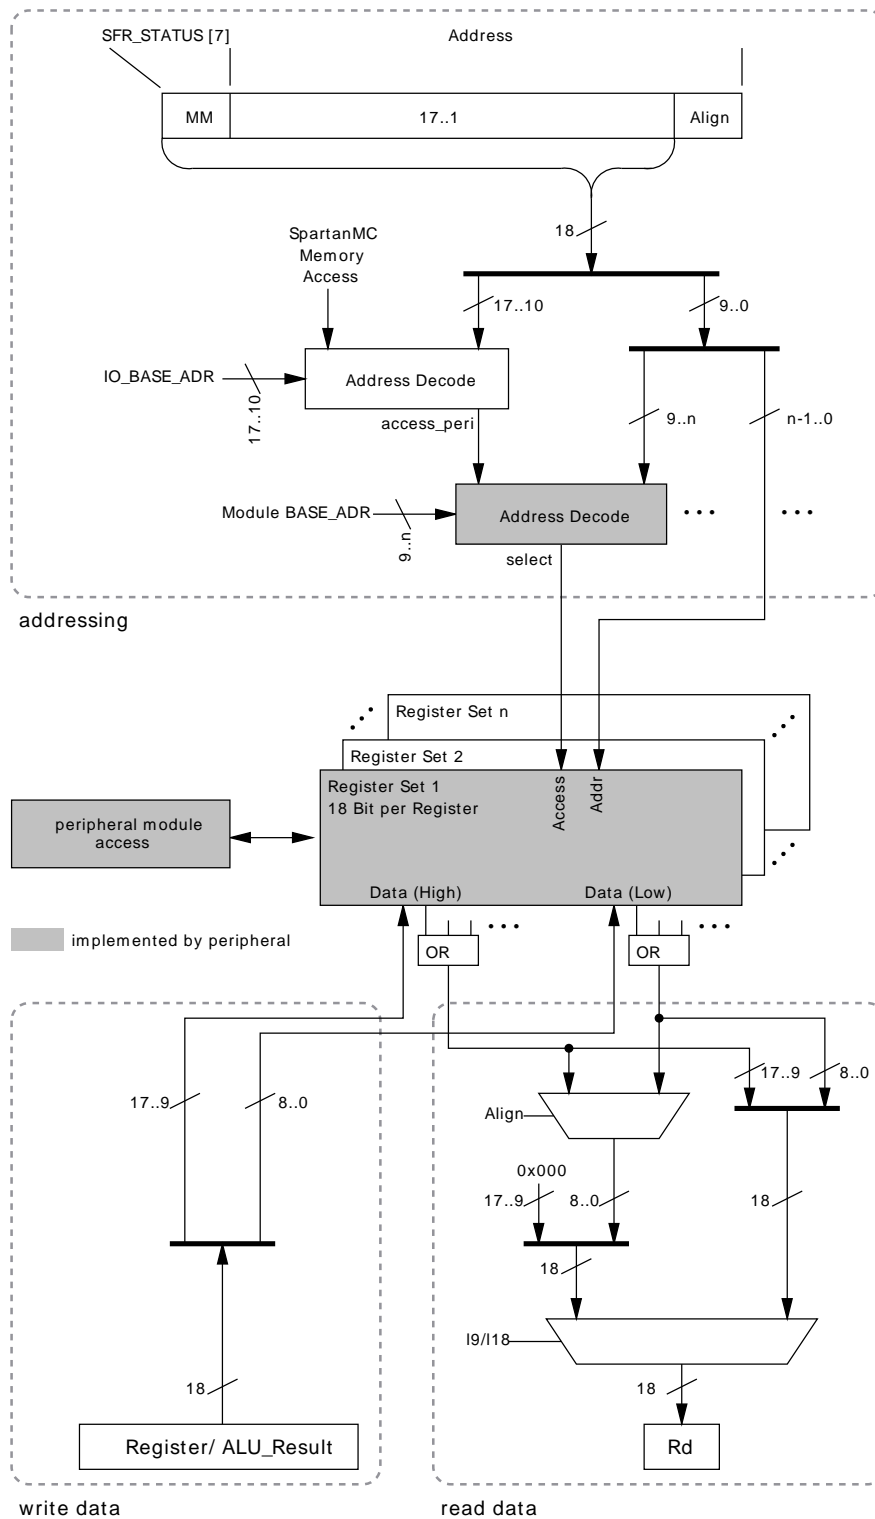 SFR_STATUS [7]
Address
MM
17..1
Align
18
SpartanMC
Memory
Access
17..10
9..0
IO_BASE_ADR
17..10
Address Decode
access_peri
9..n
n-1..0
Module BASE_ADR
9..n
Address Decode
select
addressing
Register Set n
Register Set 2
Register Set 1
18 Bit per Register
Access
Addr
peripheral module
access
Data (High)
Data (Low)
implemented by peripheral
OR
OR
17..9
8..0
17..9
8..0
Align
0x000
17..9
8..0
18
18
I9/I18
18
18
Register/ ALU_Result
Rd
write data
read data